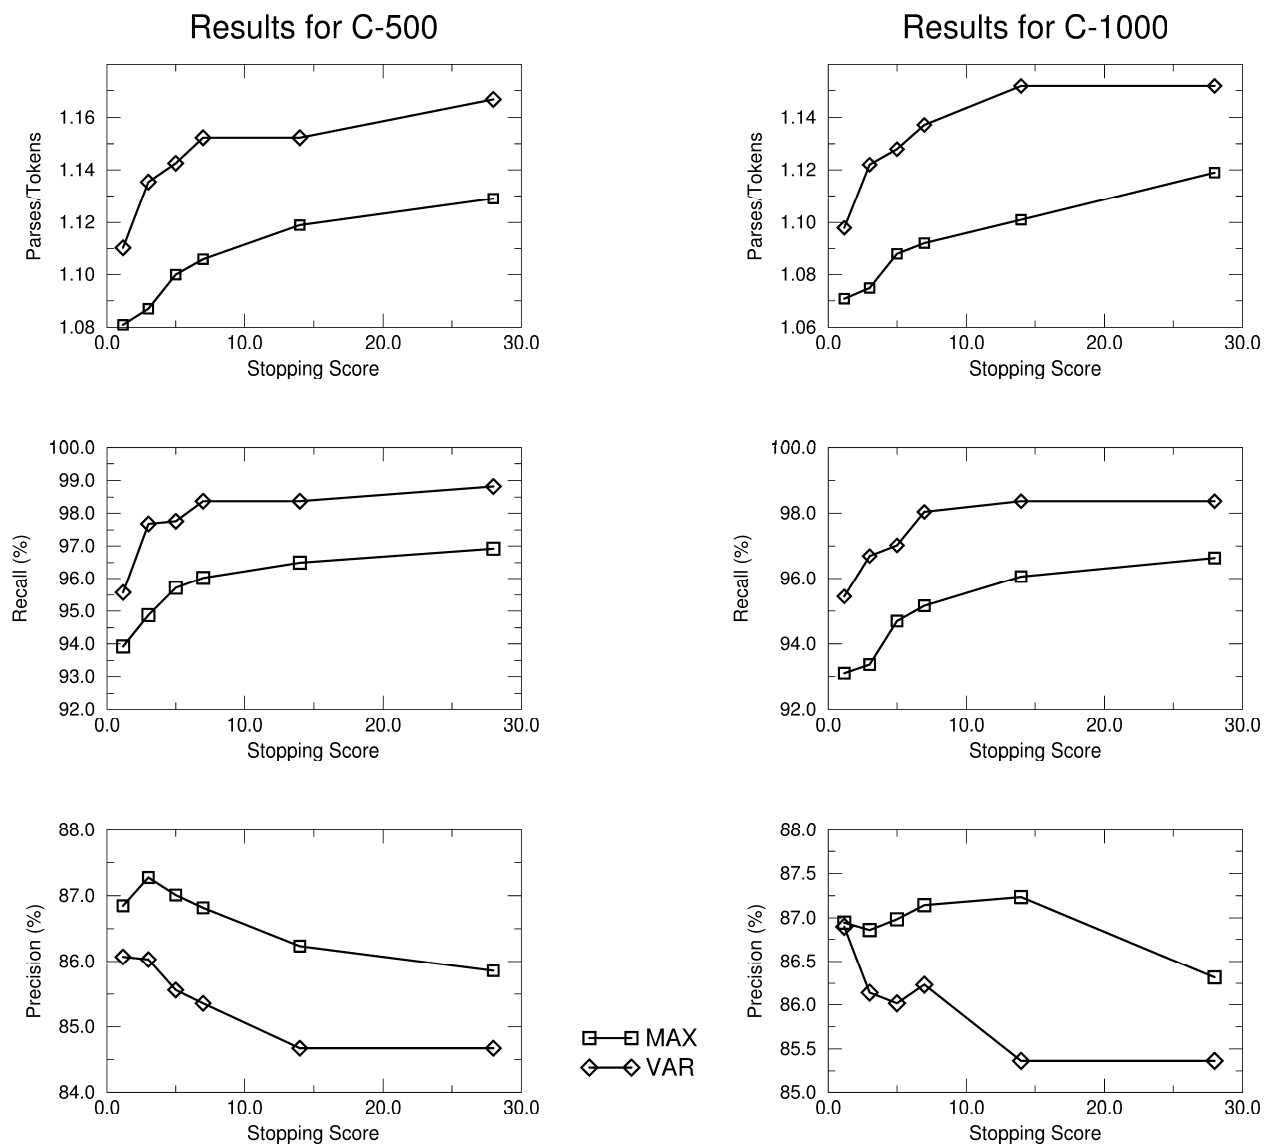 Results for C-500
Results for C-1000
Parses/Tokens
1.16
1.14
1.12
1.10
1.08
0.0 10.0 20.0 30.0
Stopping Score
Parses/Tokens
1.14
1.12
1.10
1.08
1.06
0.0 10.0 20.0 30.0
Stopping Score
Recall (%)
100.0
99.0
98.0
97.0
96.0
95.0
94.0
93.0
92.0
0.0 10.0 20.0 30.0
Stopping Score
Recall (%)
100.0
98.0
96.0
94.0
92.0
0.0 10.0 20.0 30.0
Stopping Score
Precision (%)
88.0
87.0
86.0
85.0
84.0
0.0 10.0 20.0 30.0
Stopping Score
MAX
VAR
Precision (%)
88.0
87.5
87.0
86.5
86.0
85.5
85.0
0.0 10.0 20.0 30.0
Stopping Score